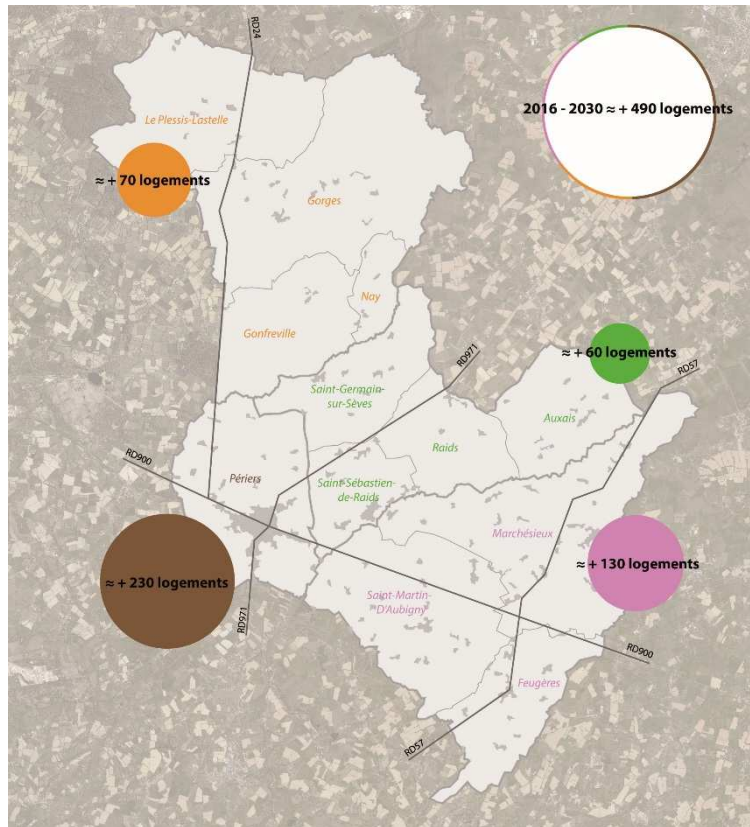 RD24
2016 - 2030 ≈ + 490 logements
Le Plessis-Lastelle
≈ + 70 logements
Gorges
Nay
Gonfreville
RD971
≈ + 60 logements
RD57
Saint-Germain-
sur-Sèves
Auxais
Raids
RD900
Périers
Saint-Sébastien-
de-Raids
Marchésieux
≈ + 230 logements
≈ + 130 logements
Saint-Martin-
D'Aubigny
RD971
RD900
Feugères
RD57